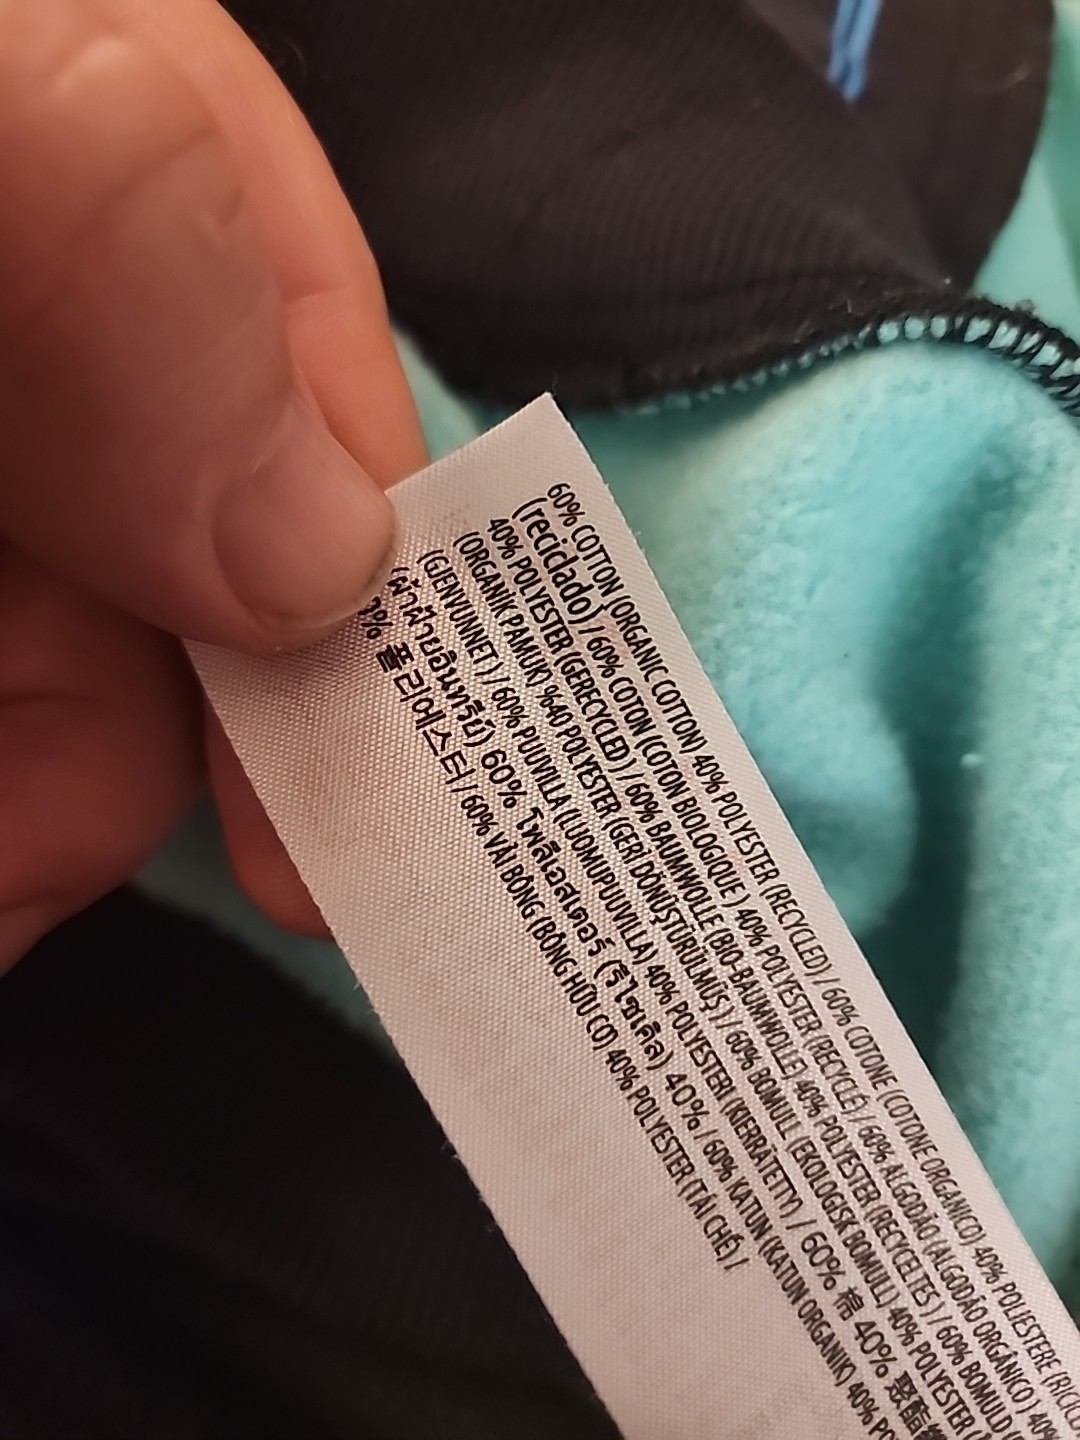 60% COTTON (ORGANIC COTTON) 40% POLYESTER (RECYCLED) / 60% COTONE (COTONE ORGANICO) 40% POLIESTERE (RICICL
(reciclado) / 60% COTON (COTON BIOLOGIQUE ) 40% POLYESTER (RECYCLÉ) / 60% ALGODÃO (ALGODÃO ORGÂNICO ) 40%
40% POLYESTER (GERECYCLED) / 60% BAUMWOLLE (BIO-BAUMWOLLE) 40% POLYESTER (RECYCELTES ) / 60% BOMULD (
(ORGANIK PAMUK) %40 POLYESTER (GERİ DÖNÜŞTÜRÜLMÜŞ ) / 60% BOMULL (EKOLOGISK BOMULL) 40% POLYESTER
(GJENVUNNET ) / 60% PUUVILLA (LUOMUPUUVILLA) 40% POLYESTERI (KIERRÄTETTY) / 60% 棉 40% 聚酯
(ผ้าฝ้ายอินทรีย์) 60% โพลีเอสเตอร์ (รีไซเคิล) 40% / 60% KATUN (KATUN ORGANIK) 40% PO
% 폴리에스터 / 60% VẢI BÔNG (BÔNG HỮU CƠ) 40% POLYESTER (TÁI CHẾ) /